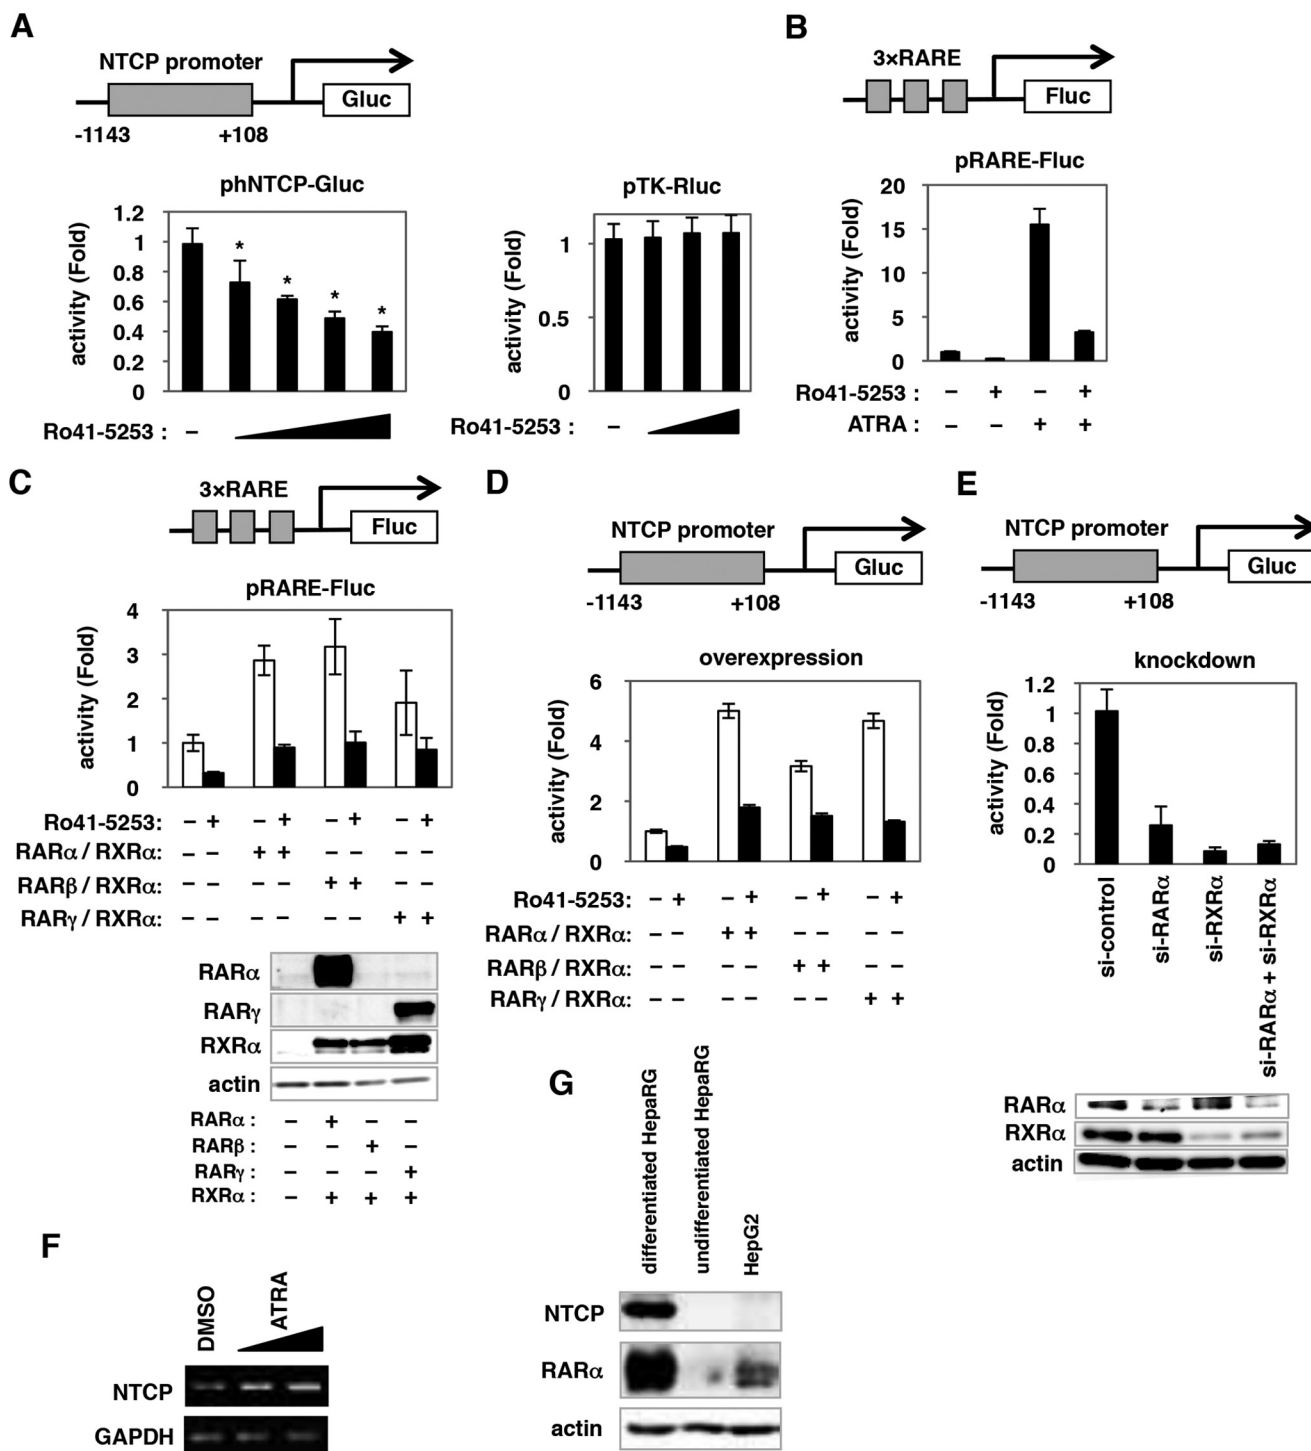 A
NTCP promoter
Gluc
-1143
+108
phNTCP-Gluc
activity (Fold)
1.2
1
0.8
0.6
0.4
0.2
0
* * * *
Ro41-5253 : –
pTK-Rluc
activity (Fold)
1
0.5
0
Ro41-5253 : –
B
3×RARE
Fluc
pRARE-Fluc
activity (Fold)
20
15
10
5
0
Ro41-5253 : – + – +
ATRA : – – + +
C
3×RARE
Fluc
pRARE-Fluc
activity (Fold)
4
3
2
1
0
Ro41-5253: – + – + – + – +
RARα / RXRα: – – + + – – – –
RARβ / RXRα: – – – – + + – –
RARγ / RXRα: – – – – – – + +
RARα
RARγ
RXRα
actin
RARα : – + – –
RARβ : – – + –
RARγ : – – – +
RXRα : – + + +
D
NTCP promoter
Gluc
-1143
+108
overexpression
activity (Fold)
6
4
2
0
Ro41-5253: – + – + – + – +
RARα / RXRα: – – + + – – – –
RARβ / RXRα: – – – – + + – –
RARγ / RXRα: – – – – – – + +
E
NTCP promoter
Gluc
-1143
+108
knockdown
activity (Fold)
1.2
1
0.8
0.6
0.4
0.2
0
si-control
si-RARα
si-RXRα
si-RARα + si-RXRα
RARα
RXRα
actin
F
DMSO
ATRA
NTCP
GAPDH
G
differentiated HepaRG
undifferentiated HepaRG
HepG2
NTCP
RARα
actin